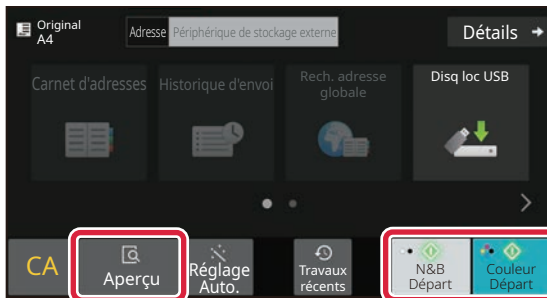 Original
A4
Adresse
Périphérique de stockage externe
Détails
Carnet d'adresses
Historique d'envoi
Rech. adresse
globale
Disq loc USB
CA
Aperçu
Réglage
Auto.
Travaux
récents
N&B
Départ
Couleur
Départ